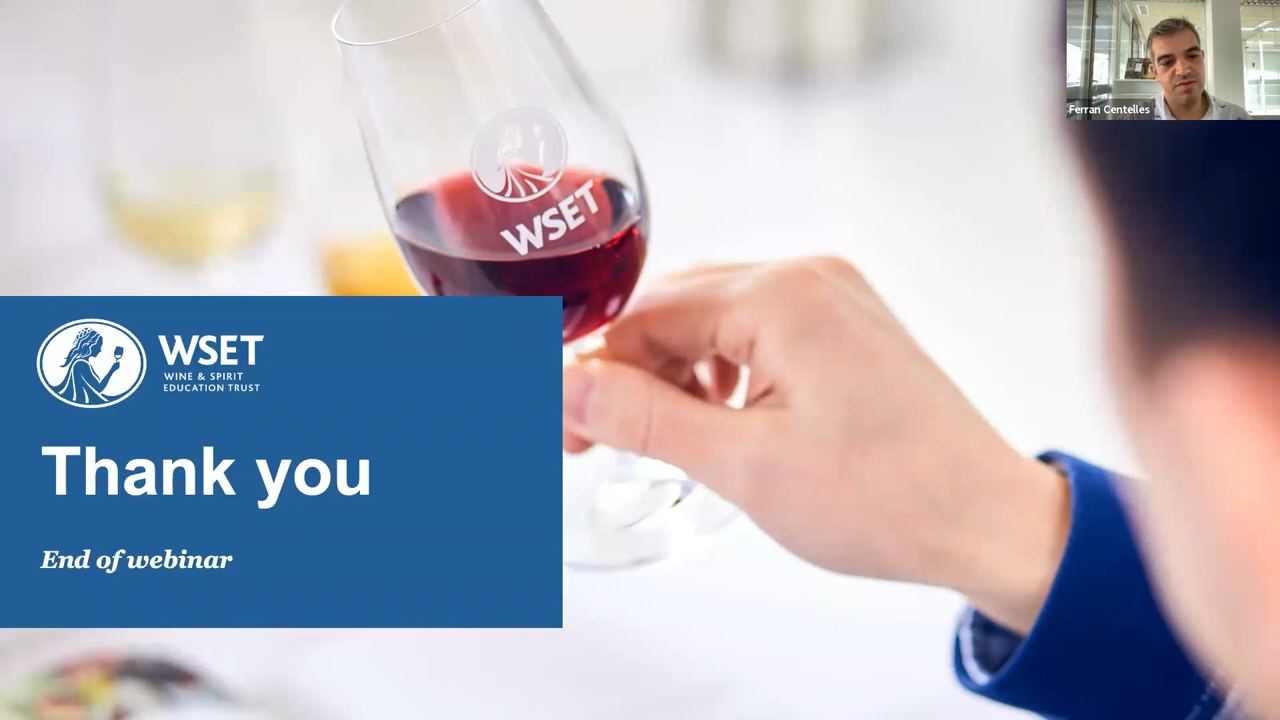 Ferran Centelles
WSET
WSET
WINE & SPIRIT
EDUCATION TRUST
Thank you
End of webinar